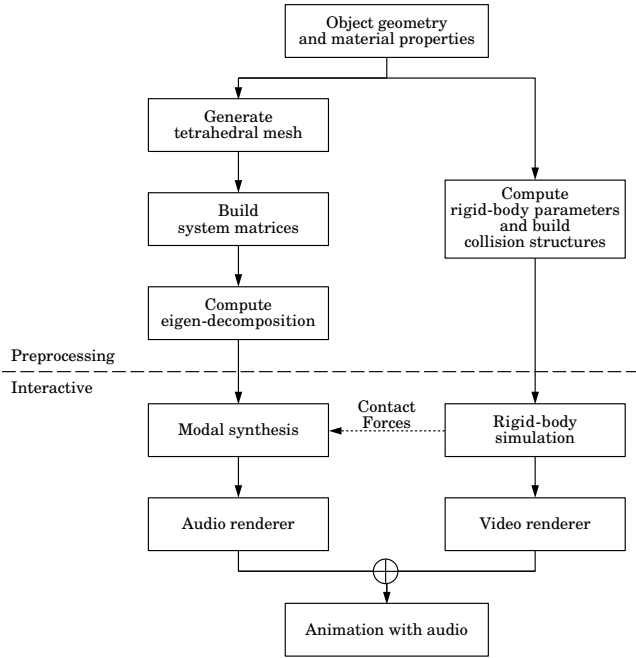 Object geometry
and material properties
Generate
tetrahedral mesh
Build
system matrices
Compute
eigen-decomposition
Compute
rigid-body parameters
and build
collision structures
Preprocessing
Interactive
Modal synthesis
Contact
Forces
Rigid-body
simulation
Audio renderer
Video renderer
Animation with audio